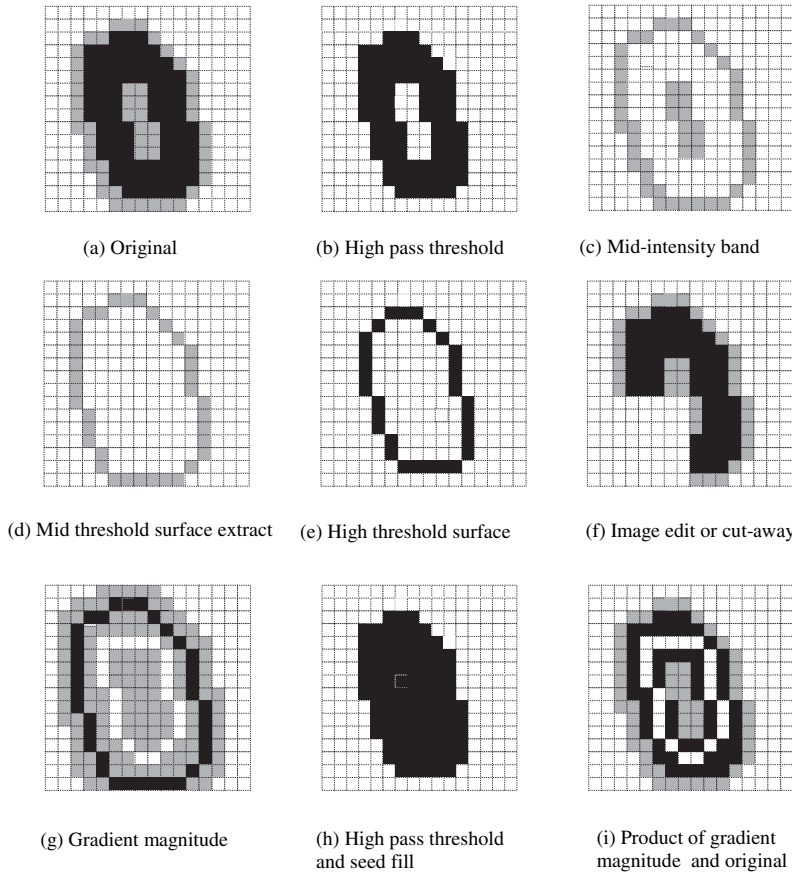 (a) Original
(b) High pass threshold
(c) Mid-intensity band
(d) Mid threshold surface extract
(e) High threshold surface
(f) Image edit or cut-away
(g) Gradient magnitude
(h) High pass threshold
and seed fill
(i) Product of gradient
magnitude and original